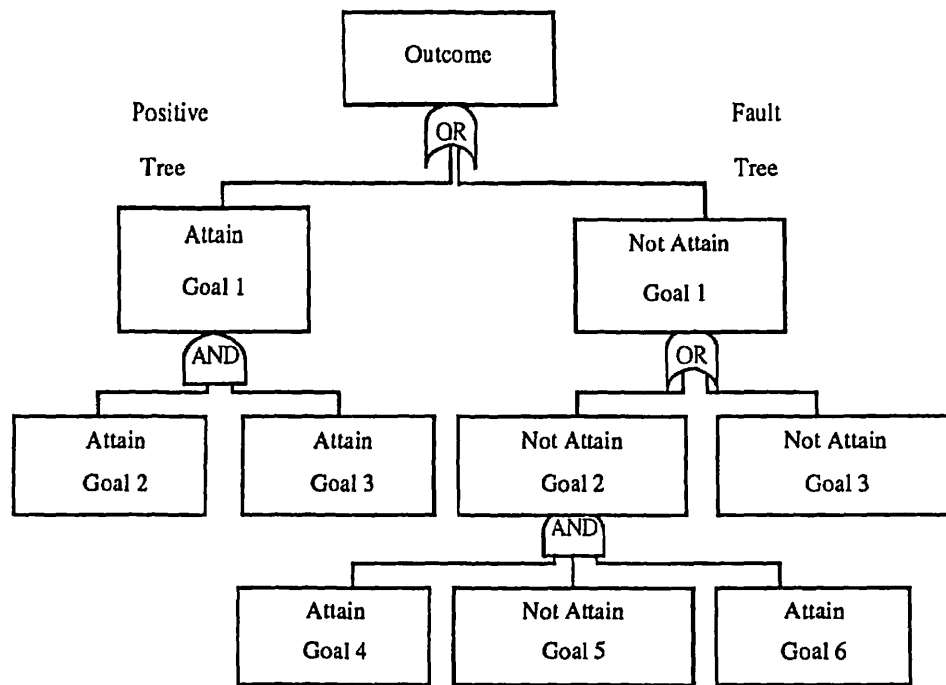 Outcome
Positive
Tree
OR
Fault
Tree
Attain
Goal 1
Not Attain
Goal 1
AND
OR
Attain
Goal 2
Attain
Goal 3
Not Attain
Goal 2
Not Attain
Goal 3
AND
Attain
Goal 4
Not Attain
Goal 5
Attain
Goal 6